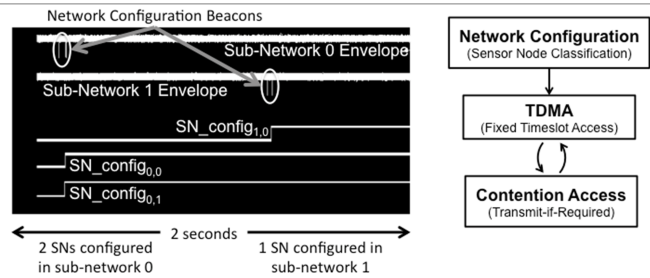 Network Configuration Beacons
Sub-Network 0 Envelope
Sub-Network 1 Envelope
SN_config1,0
SN_config0,0
SN_config0,1
2 seconds
2 SNs configured
in sub-network 0
1 SN configured in
sub-network 1
Network Configuration
(Sensor Node Classification)
TDMA
(Fixed Timeslot Access)
Contention Access
(Transmit-if-Required)